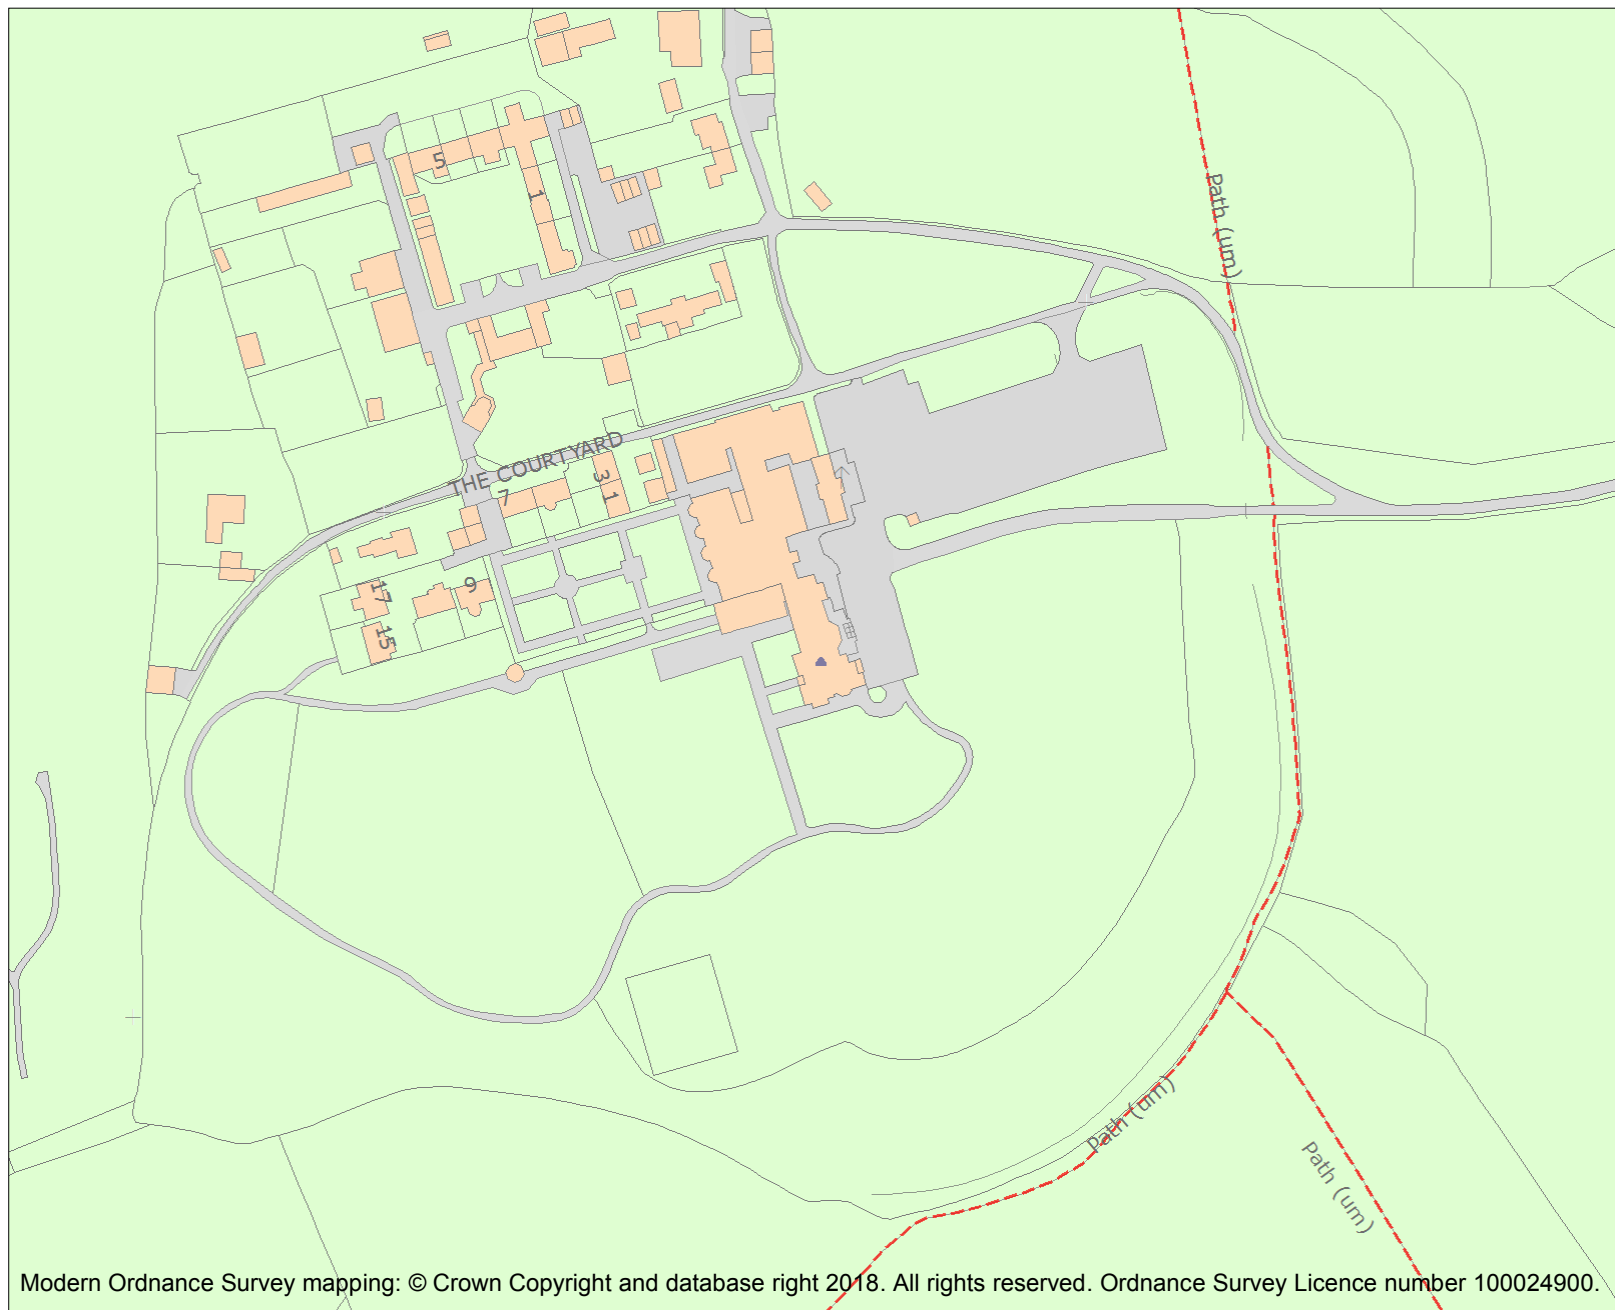 5
1
Path (um)
THE COURTYARD
3
1
7
9
17
15
Path (um)
Path (um)
Modern Ordnance Survey mapping: © Crown Copyright and database right 2018. All rights reserved. Ordnance Survey Licence number 100024900.